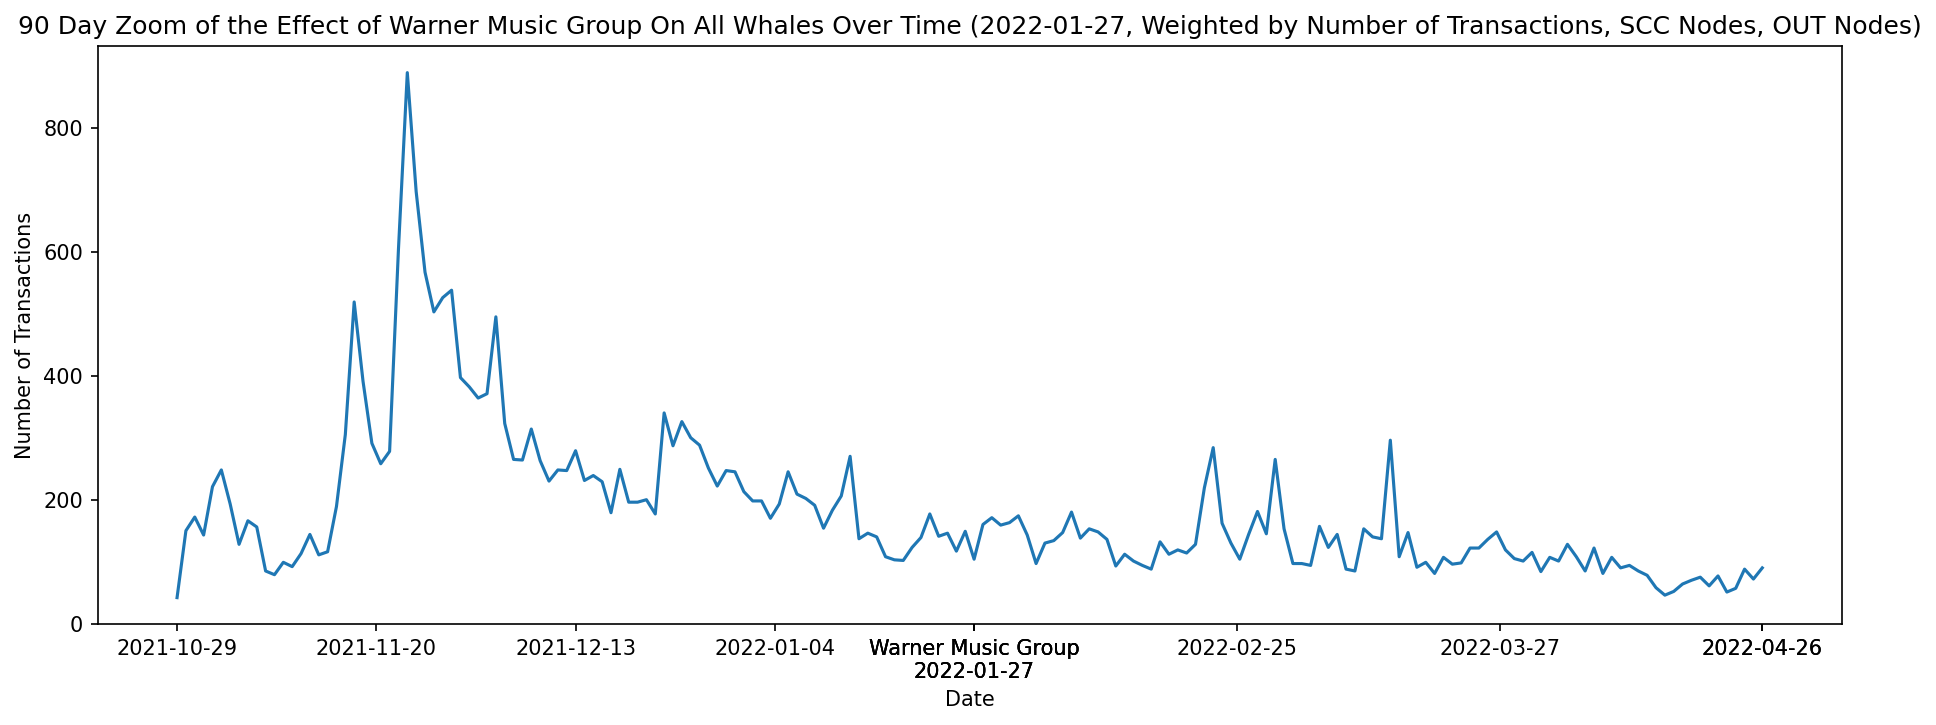 90 Day Zoom of the Effect of Warner Music Group On All Whales Over Time (2022-01-27, Weighted by Number of Transactions, SCC Nodes, OUT Nodes)
Number of Transactions
800
600
400
200
0
2021-10-29 2021-11-20 2021-12-13 2022-01-04 Warner Music Group 2022-02-25 2022-03-27 2022-04-26
2022-01-27
Date